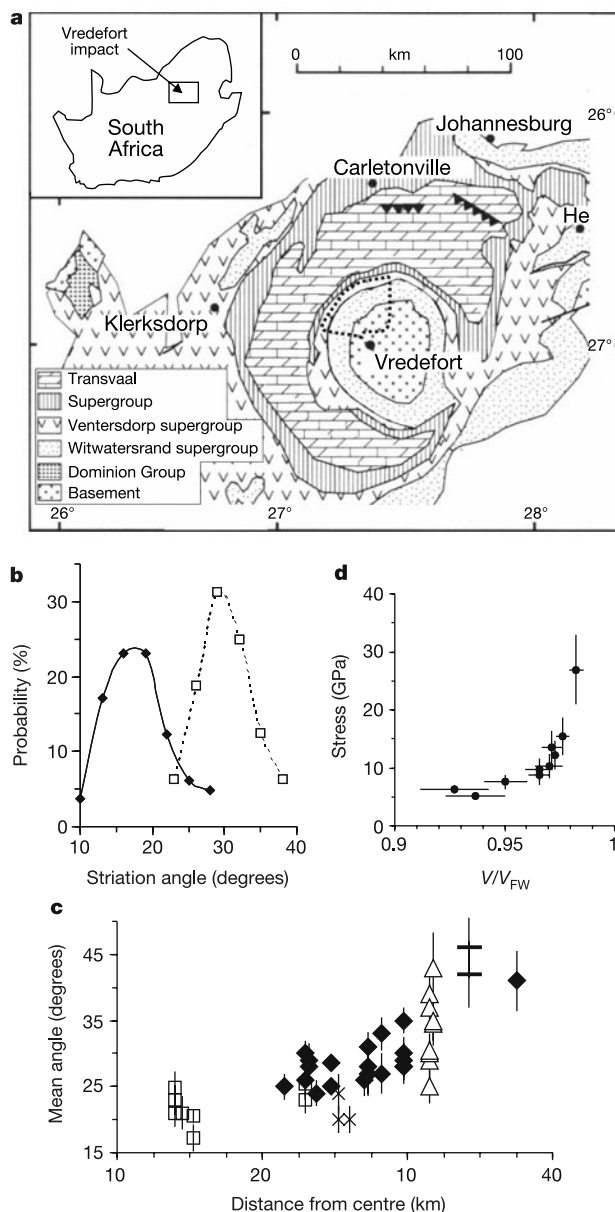 a
Vredefort
impact
South
Africa
0
km
100
Johannesburg
26°
Carletonville
He
Klerksdorp
Vredefort
27°
Transvaal
Supergroup
Ventersdorp supergroup
Witwatersrand supergroup
Dominion Group
Basement
26°
27°
28°
b
Probability (%)
30
20
10
0
10
20
30
40
Striation angle (degrees)
d
Stress (GPa)
40
30
20
10
0
0.9
0.95
1
V/VFW
c
Mean angle (degrees)
45
35
25
15
10
20
10
40
Distance from centre (km)